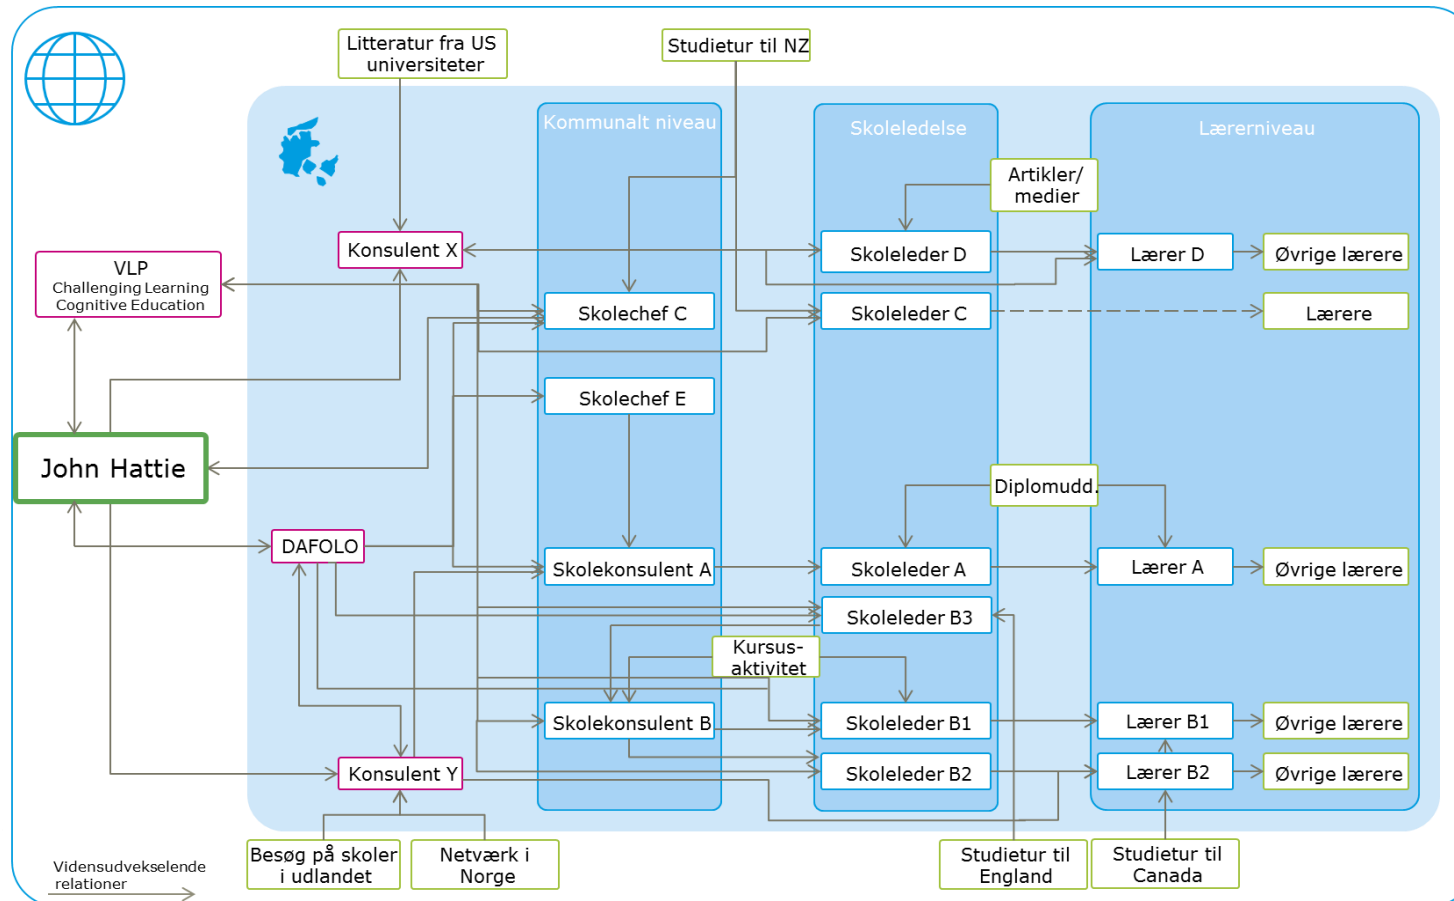 Litteratur fra US
universiteter
Studietur til NZ
Kommunalt niveau
Skoleledelse
Lærerniveau
Artikler/
medier
Konsulent X
Skoleleder D
Lærer D
Øvrige lærere
VLP
Challenging Learning
Cognitive Education
Skolechef C
Skoleleder C
Lærere
Skolechef E
John Hattie
Diplomudd.
DAFOLO
Skolekonsulent A
Skoleleder A
Lærer A
Øvrige lærere
Skoleleder B3
Kursus-
aktivitet
Skolekonsulent B
Skoleleder B1
Lærer B1
Øvrige lærere
Konsulent Y
Skoleleder B2
Lærer B2
Øvrige lærere
Besøg på skoler
i udlandet
Netværk i
Norge
Studietur til
England
Studietur til
Canada
Vidensudvekselende
relationer